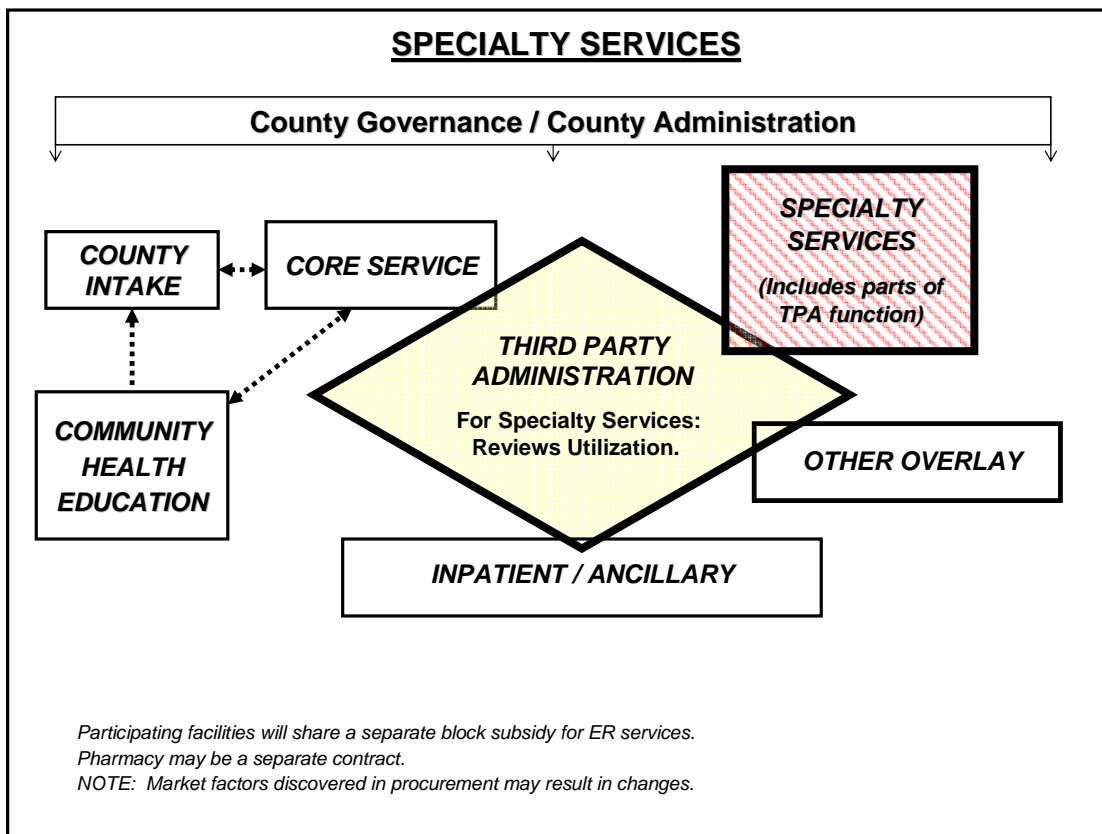 SPECIALTY SERVICES
County Governance / County Administration
SPECIALTY
SERVICES
(Includes parts of
TPA function)
COUNTY
INTAKE
CORE SERVICE
THIRD PARTY
ADMINISTRATION
For Specialty Services:
Reviews Utilization.
COMMUNITY
HEALTH
EDUCATION
OTHER OVERLAY
INPATIENT / ANCILLARY
Participating facilities will share a separate block subsidy for ER services.
Pharmacy may be a separate contract.
NOTE:  Market factors discovered in procurement may result in changes.